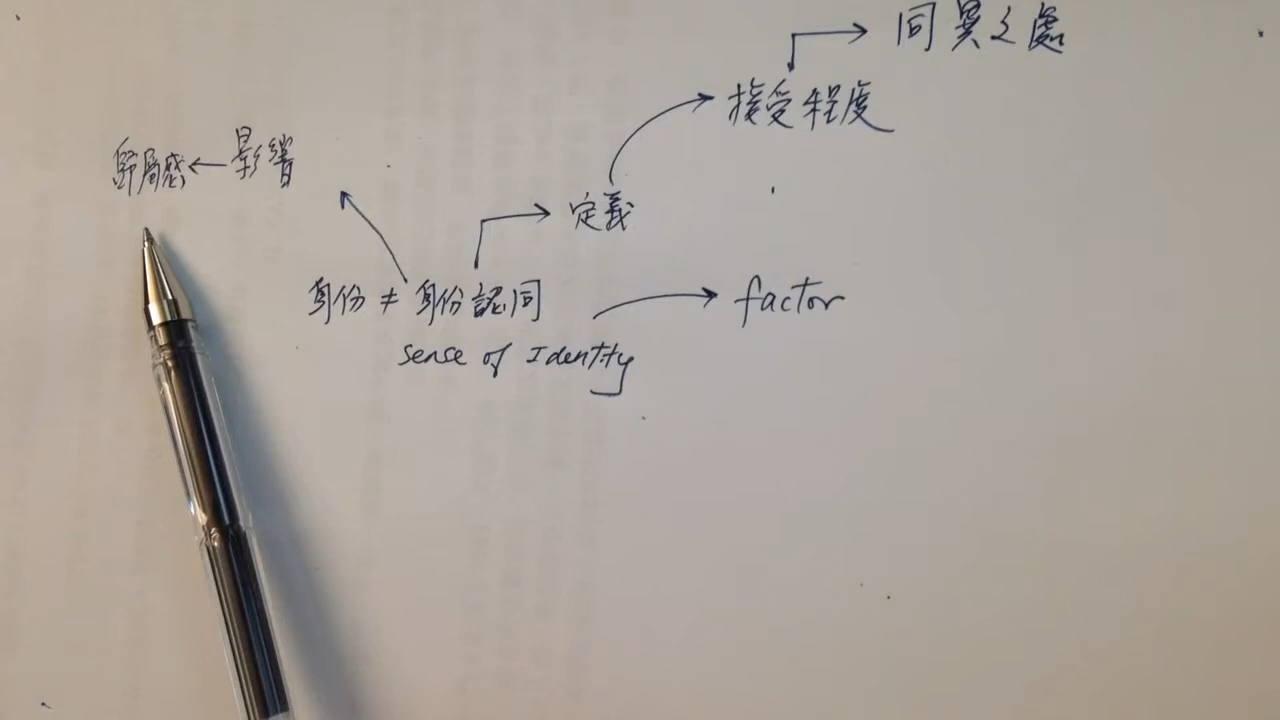 同異之處
接受程度
歸屬感←影響
定義
身份≠身份認同
factor
sense of Identity